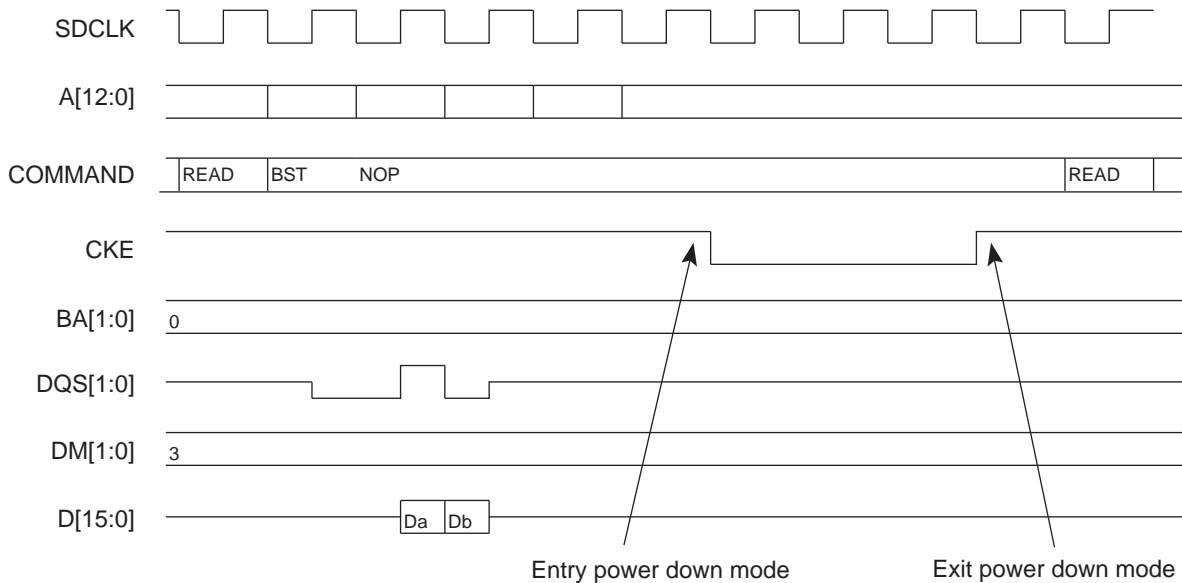 SDCLK
A[12:0]
COMMAND READ BST NOP READ
CKE
BA[1:0] 0
DQS[1:0]
DM[1:0] 3
D[15:0] Da Db
Entry power down mode Exit power down mode